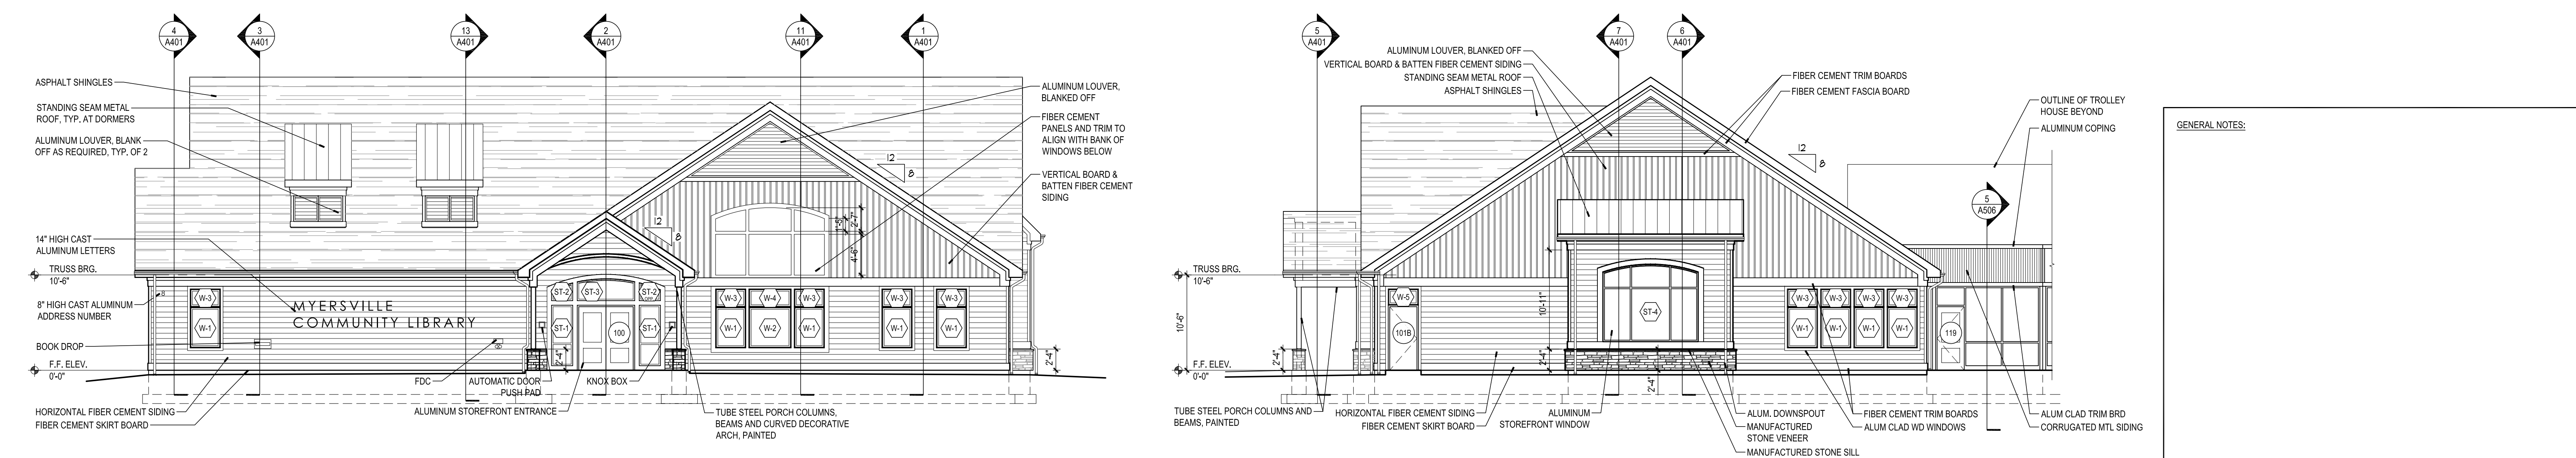 4
A401
3
A401
13
A401
2
A401
11
A401
1
A401
ASPHALT SHINGLES
STANDING SEAM METAL
ROOF, TYP. AT DORMERS
ALUMINUM LOUVER, BLANK
OFF AS REQUIRED, TYP. OF 2
14" HIGH CAST
ALUMINUM LETTERS
TRUSS BRG.
10'-6"
8" HIGH CAST ALUMINUM
ADDRESS NUMBER
BOOK DROP
F.F. ELEV.
0'-0"
HORIZONTAL FIBER CEMENT SIDING
FIBER CEMENT SKIRT BOARD
8
W-3
W-1
MYERSVILLE
COMMUNITY LIBRARY
FDC
AUTOMATIC DOOR
PUSH PAD
ALUMINUM STOREFRONT ENTRANCE
KNOX BOX
ST-2
ST-3
ST-2
OPP.
ST-1
100
ST-1
2'-4"
2'-4"
12
8
W-3
W-4
W-3
W-1
W-2
W-1
W-3
W-1
W-3
W-1
1'-5"
2'-7"
4'-6"
12
8
2'-4"
ALUMINUM LOUVER,
BLANKED OFF
FIBER CEMENT
PANELS AND TRIM TO
ALIGN WITH BANK OF
WINDOWS BELOW
VERTICAL BOARD &
BATTEN FIBER CEMENT
SIDING
TUBE STEEL PORCH COLUMNS,
BEAMS AND CURVED DECORATIVE
ARCH, PAINTED
5
A401
7
A401
6
A401
ALUMINUM LOUVER, BLANKED OFF
VERTICAL BOARD & BATTEN FIBER CEMENT SIDING
STANDING SEAM METAL ROOF
ASPHALT SHINGLES
FIBER CEMENT TRIM BOARDS
FIBER CEMENT FASCIA BOARD
12
8
OUTLINE OF TROLLEY
HOUSE BEYOND
ALUMINUM COPING
5
A506
TRUSS BRG.
10'-6"
10'-6"
F.F. ELEV.
0'-0"
2'-4"
W-5
101B
10'-11"
2'-4"
ST-4
2'-4"
W-3
W-3
W-3
W-3
W-1
W-1
W-1
W-1
119
TUBE STEEL PORCH COLUMNS AND
BEAMS, PAINTED
HORIZONTAL FIBER CEMENT SIDING
FIBER CEMENT SKIRT BOARD
ALUMINUM
STOREFRONT WINDOW
ALUM. DOWNSPOUT
MANUFACTURED
STONE VENEER
MANUFACTURED STONE SILL
FIBER CEMENT TRIM BOARDS
ALUM CLAD WD WINDOWS
ALUM CLAD TRIM BRD
CORRUGATED MTL SIDING
GENERAL NOTES: